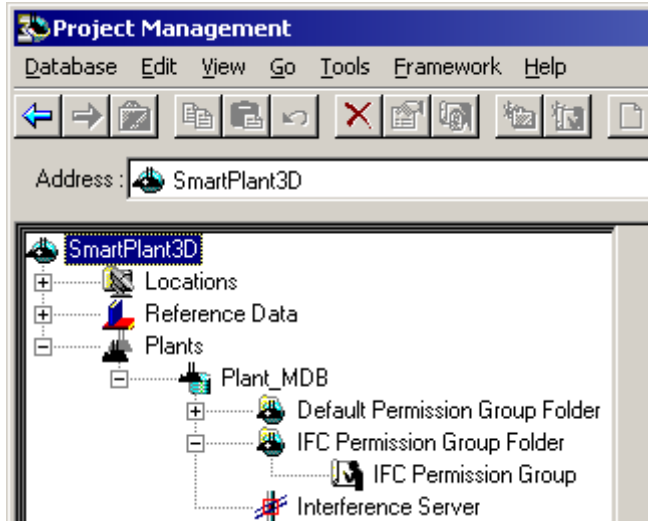 Project Management
Database Edit View Go Tools Framework Help
Address : SmartPlant3D
SmartPlant3D
Locations
Reference Data
Plants
Plant_MDB
Default Permission Group Folder
IFC Permission Group Folder
IFC Permission Group
Interference Server